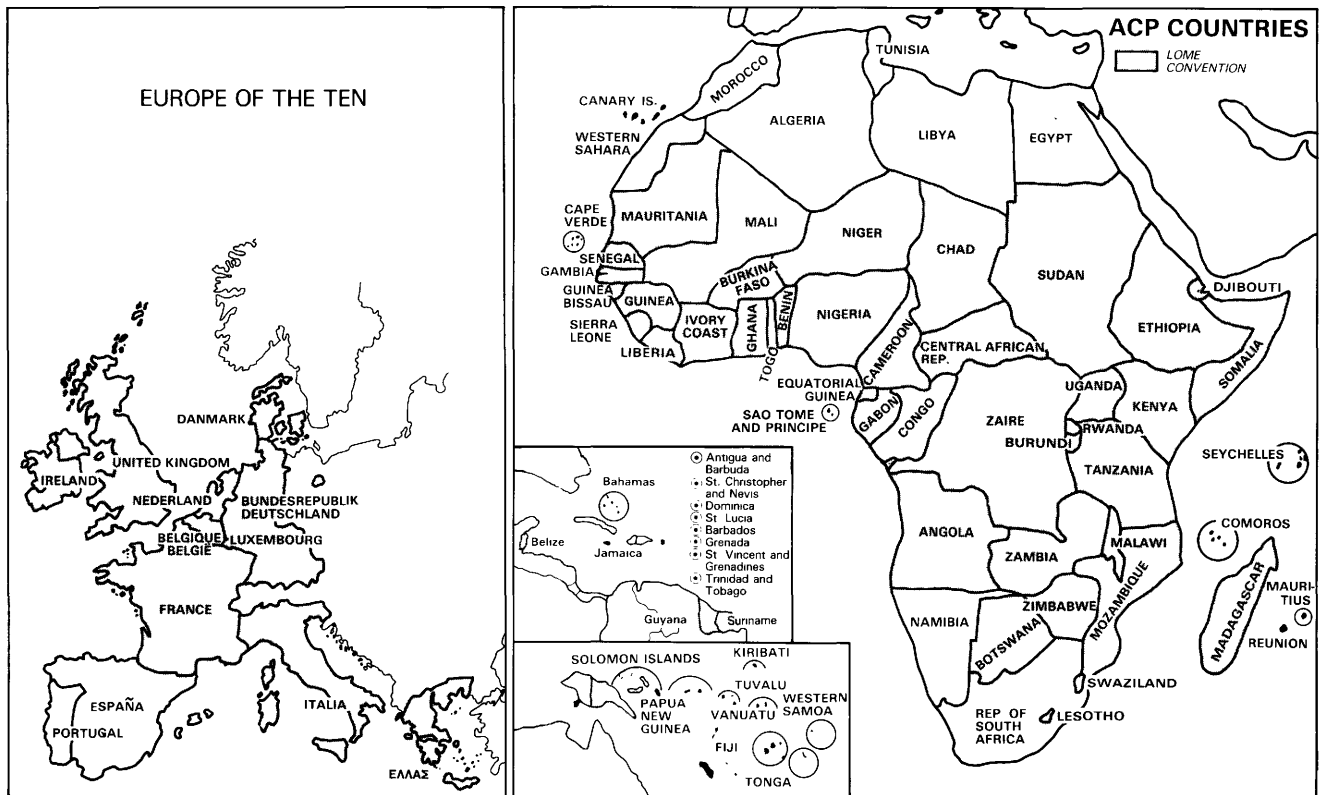 EUROPE OF THE TEN
DANMARK
UNITED KINGDOM
IRELAND
NEDERLAND
BUNDESREPUBLIK
DEUTSCHLAND
BELGIQUE
BELGIË
LUXEMBOURG
FRANCE
ESPAÑA
PORTUGAL
ITALIA
ΕΛΛΑΣ
ACP COUNTRIES
LOME
CONVENTION
TUNISIA
MOROCCO
CANARY IS.
ALGERIA
LIBYA
EGYPT
WESTERN
SAHARA
CAPE
VERDE
MAURITANIA
MALI
NIGER
CHAD
SUDAN
SENEGAL
GAMBIA
BURKINA
FASO
DJIBOUTI
GUINEA
BISSAU
GUINEA
IVORY
COAST
GHANA
TOGO
BENIN
NIGERIA
CAMEROON
ETHIOPIA
SIERRA
LEONE
LIBERIA
CENTRAL AFRICAN
REP.
SOMALIA
EQUATORIAL
GUINEA
UGANDA
KENYA
SAO TOME
AND PRINCIPE
GABON
CONGO
ZAIRE
RWANDA
BURUNDI
TANZANIA
SEYCHELLES
ANGOLA
ZAMBIA
MALAWI
COMOROS
NAMIBIA
BOTSWANA
ZIMBABWE
MOZAMBIQUE
MADAGASCAR
MAURI-
TIUS
REUNION
SWAZILAND
LESOTHO
REP OF
SOUTH
AFRICA
Bahamas
Belize
Jamaica
Antigua and
Barbuda
St. Christopher
and Nevis
Dominica
St Lucia
Barbados
Grenada
St Vincent and
Grenadines
Trinidad and
Tobago
Guyana
Suriname
SOLOMON ISLANDS
KIRIBATI
TUVALU
PAPUA
NEW
GUINEA
VANUATU
WESTERN
SAMOA
FIJI
TONGA